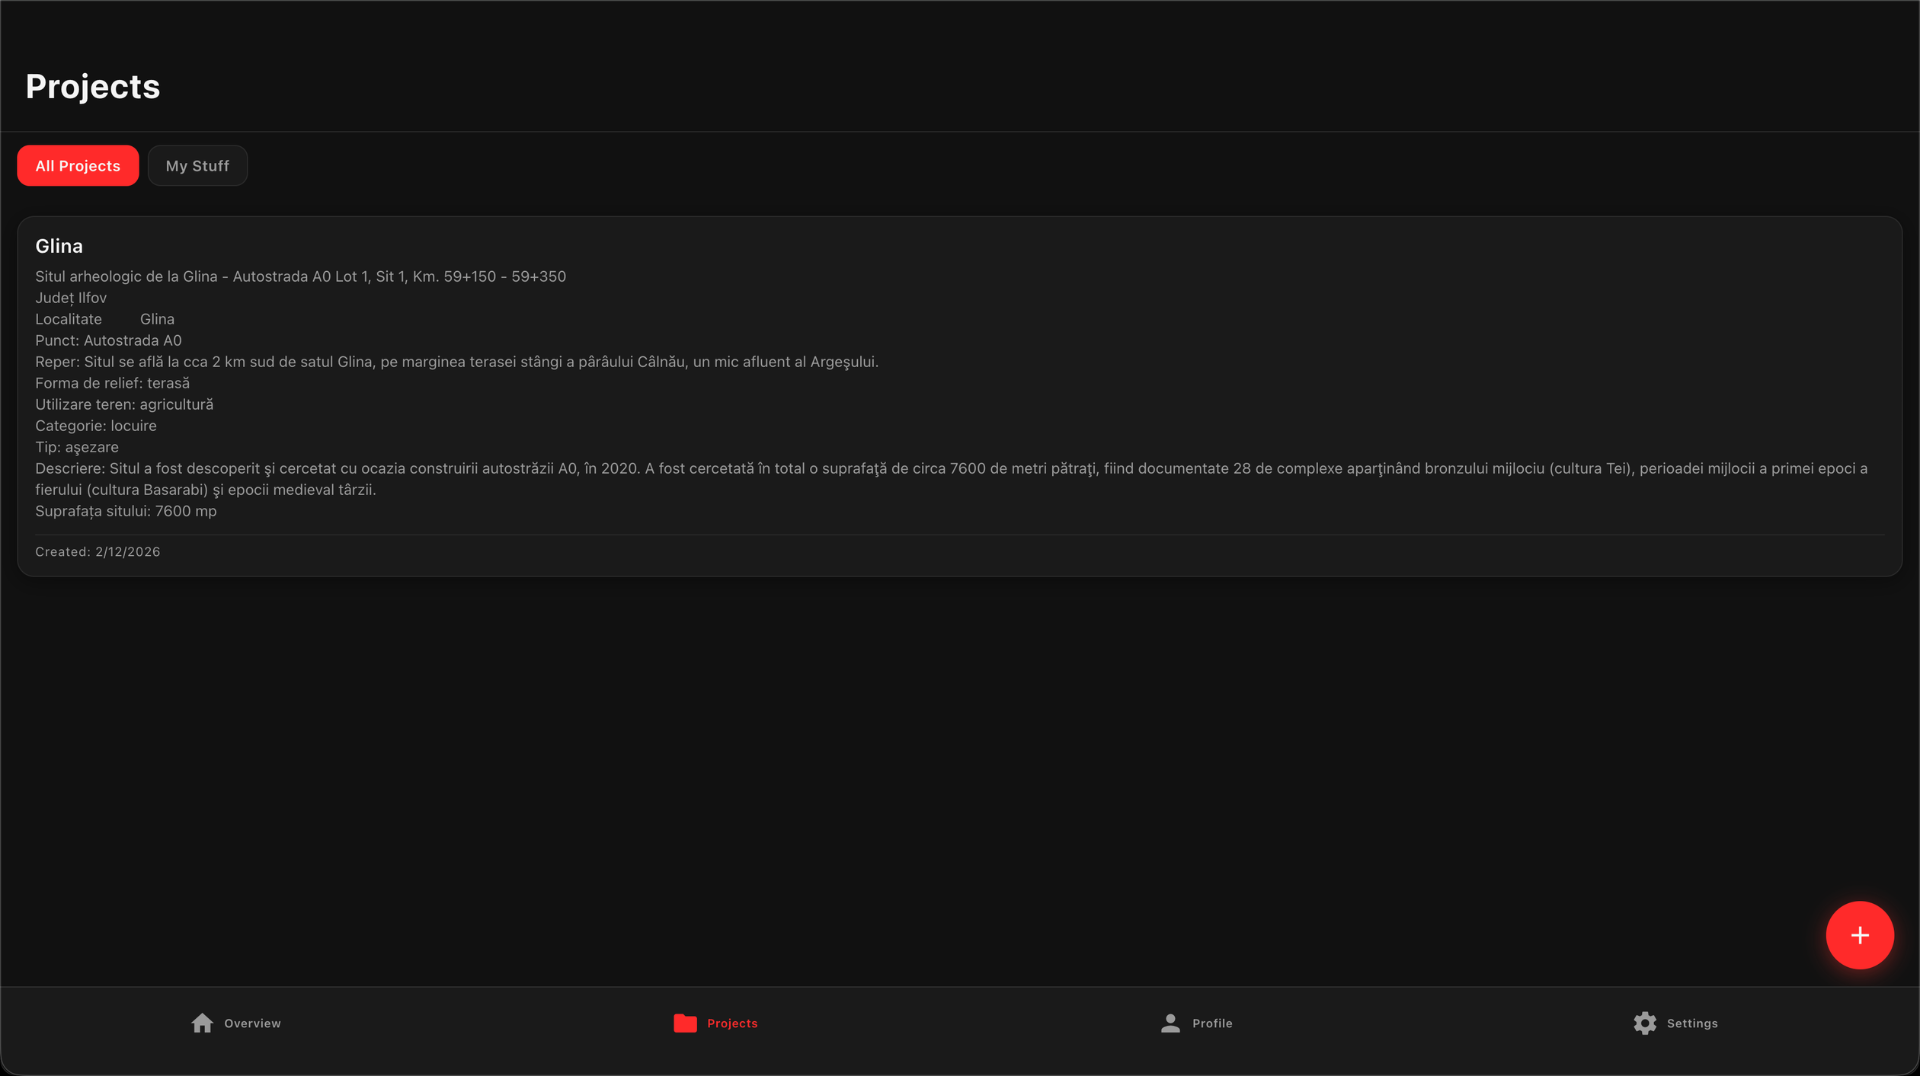 Projects
All Projects
My Stuff
Glina
Situl arheologic de la Glina - Autostrada A0 Lot 1, Sit 1, Km. 59+150 - 59+350
Județ Ilfov
Localitate Glina
Punct: Autostrada A0
Reper: Situl se află la cca 2 km sud de satul Glina, pe marginea terasei stângi a pârâului Câlnău, un mic afluent al Argeşului.
Forma de relief: terasă
Utilizare teren: agricultură
Categorie: locuire
Tip: aşezare
Descriere: Situl a fost descoperit şi cercetat cu ocazia construirii autostrăzii A0, în 2020. A fost cercetată în total o suprafaţă de circa 7600 de metri pătraţi, fiind documentate 28 de complexe aparţinând bronzului mijlociu (cultura Tei), perioadei mijlocii a primei epoci a
fierului (cultura Basarabi) şi epocii medieval târzii.
Suprafața sitului: 7600 mp
Created: 2/12/2026
+
Overview
Projects
Profile
Settings